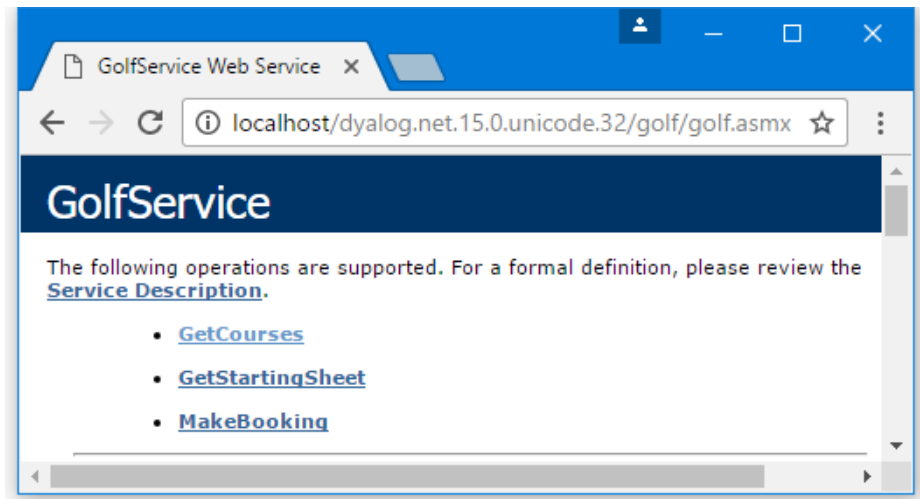 GolfService Web Service
localhost/dyalog.net.15.0.unicode.32/golf/golf.asmx
GolfService
The following operations are supported. For a formal definition, please review the
Service Description.
GetCourses
GetStartingSheet
MakeBooking